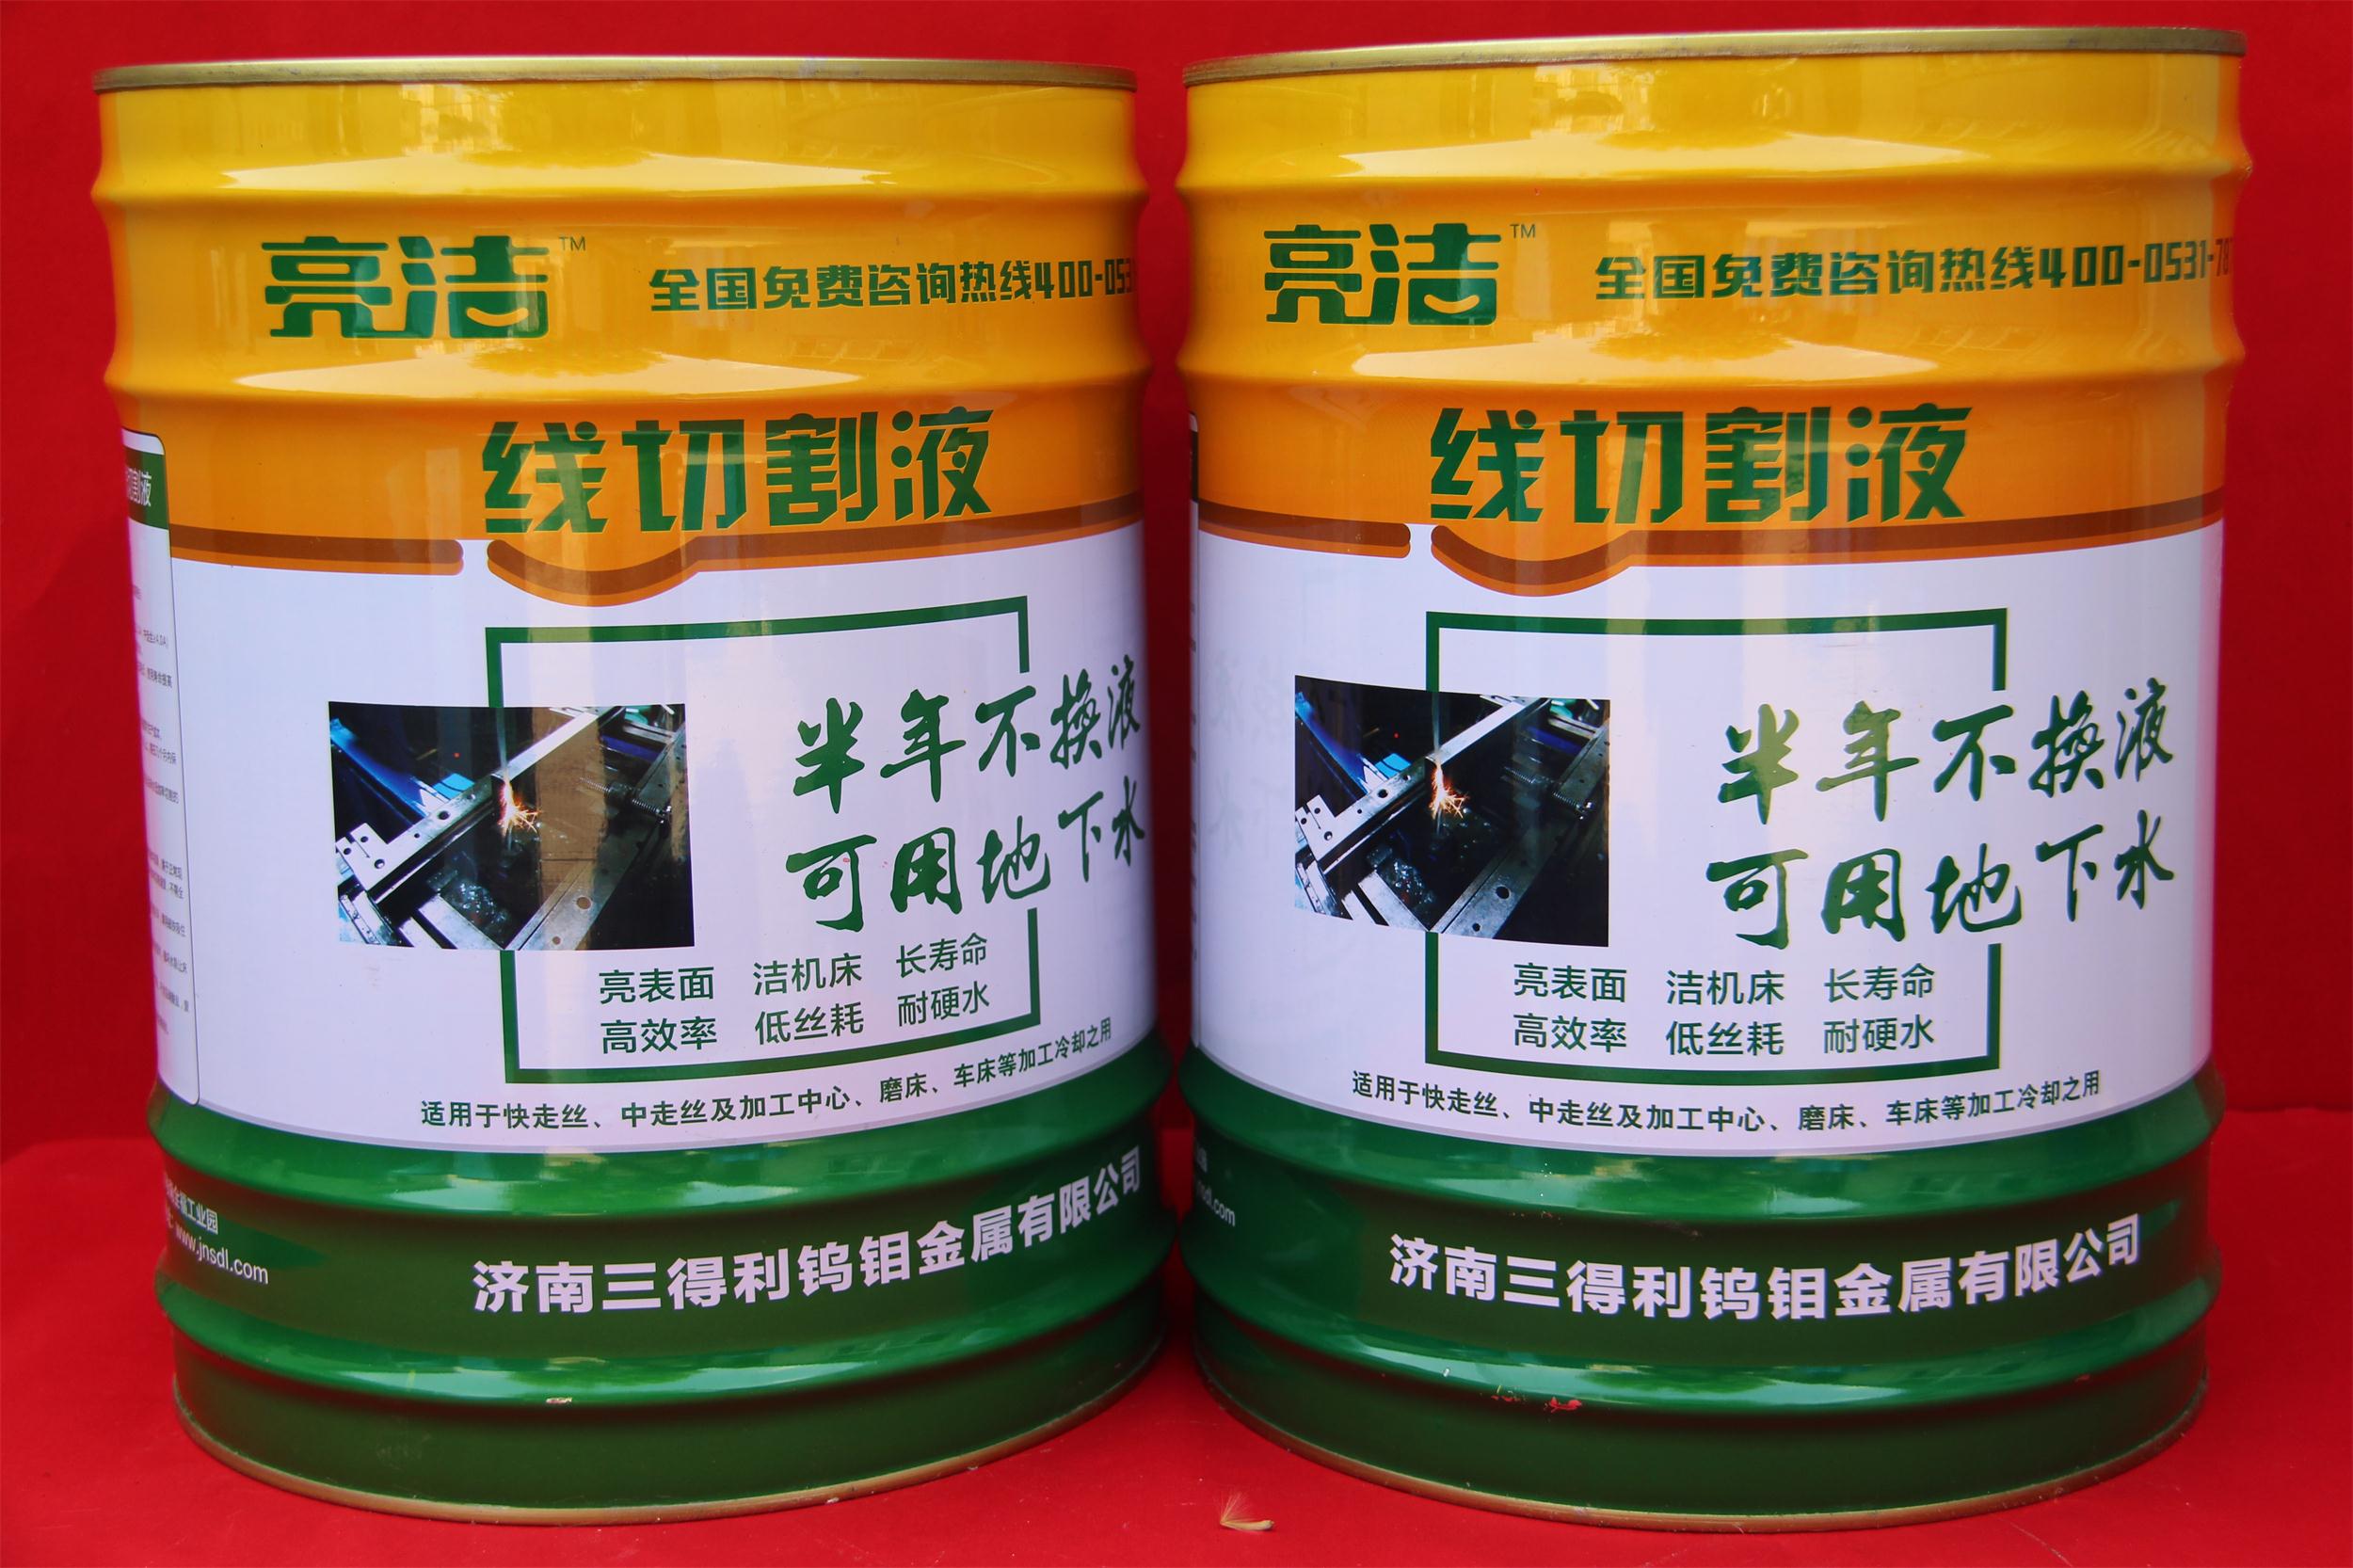 亮洁™ 全国免费咨询热线400-053
线切割液
半年不换液
可用地下水
亮表面 洁机床 长寿命
高效率 低丝耗 耐硬水
适用于快走丝、中走丝及加工中心、磨床、车床等加工冷却之用
济南三得利钨钼金属有限公司
切割液
工业园
www.jnsdl.com
亮洁™ 全国免费咨询热线400-0531-78
线切割液
半年不换液
可用地下水
亮表面 洁机床 长寿命
高效率 低丝耗 耐硬水
适用于快走丝、中走丝及加工中心、磨床、车床等加工冷却之用
济南三得利钨钼金属有限公司
nsdl.com